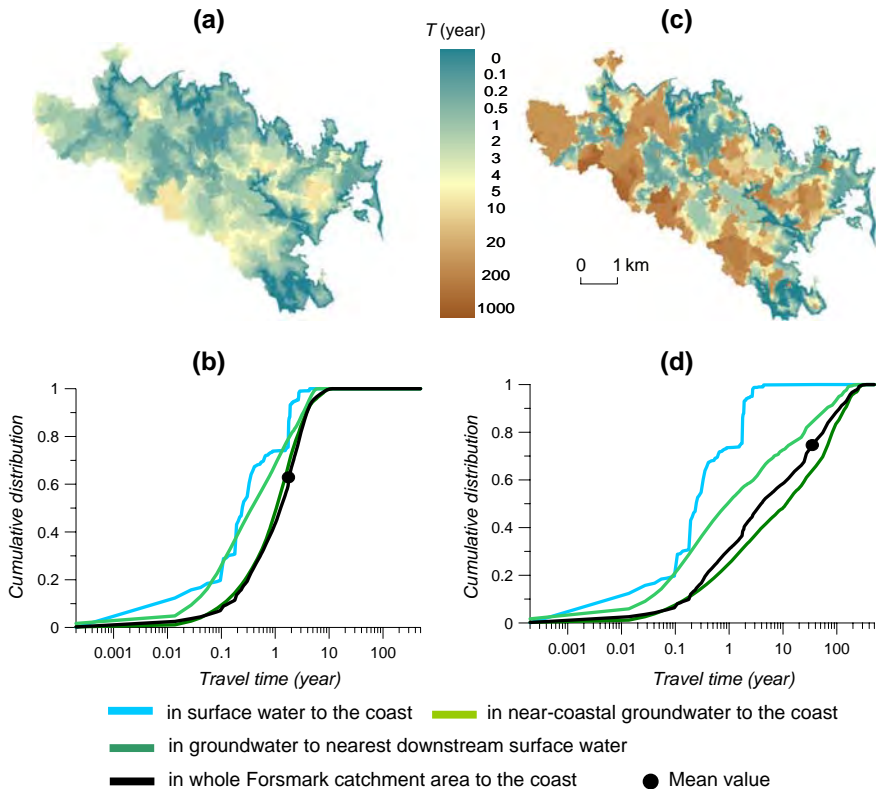 (a)
T (year)
(c)
0
0.1
0.2
0.5
1
2
3
4
5
10
20
200
1000
0 1 km
(b)
(d)
Cumulative distribution
1
0.8
0.6
0.4
0.2
0
0.001 0.01 0.1 1 10 100
Travel time (year)
Cumulative distribution
1
0.8
0.6
0.4
0.2
0
0.001 0.01 0.1 1 10 100
Travel time (year)
in surface water to the coast
in near-coastal groundwater to the coast
in groundwater to nearest downstream surface water
in whole Forsmark catchment area to the coast
Mean value